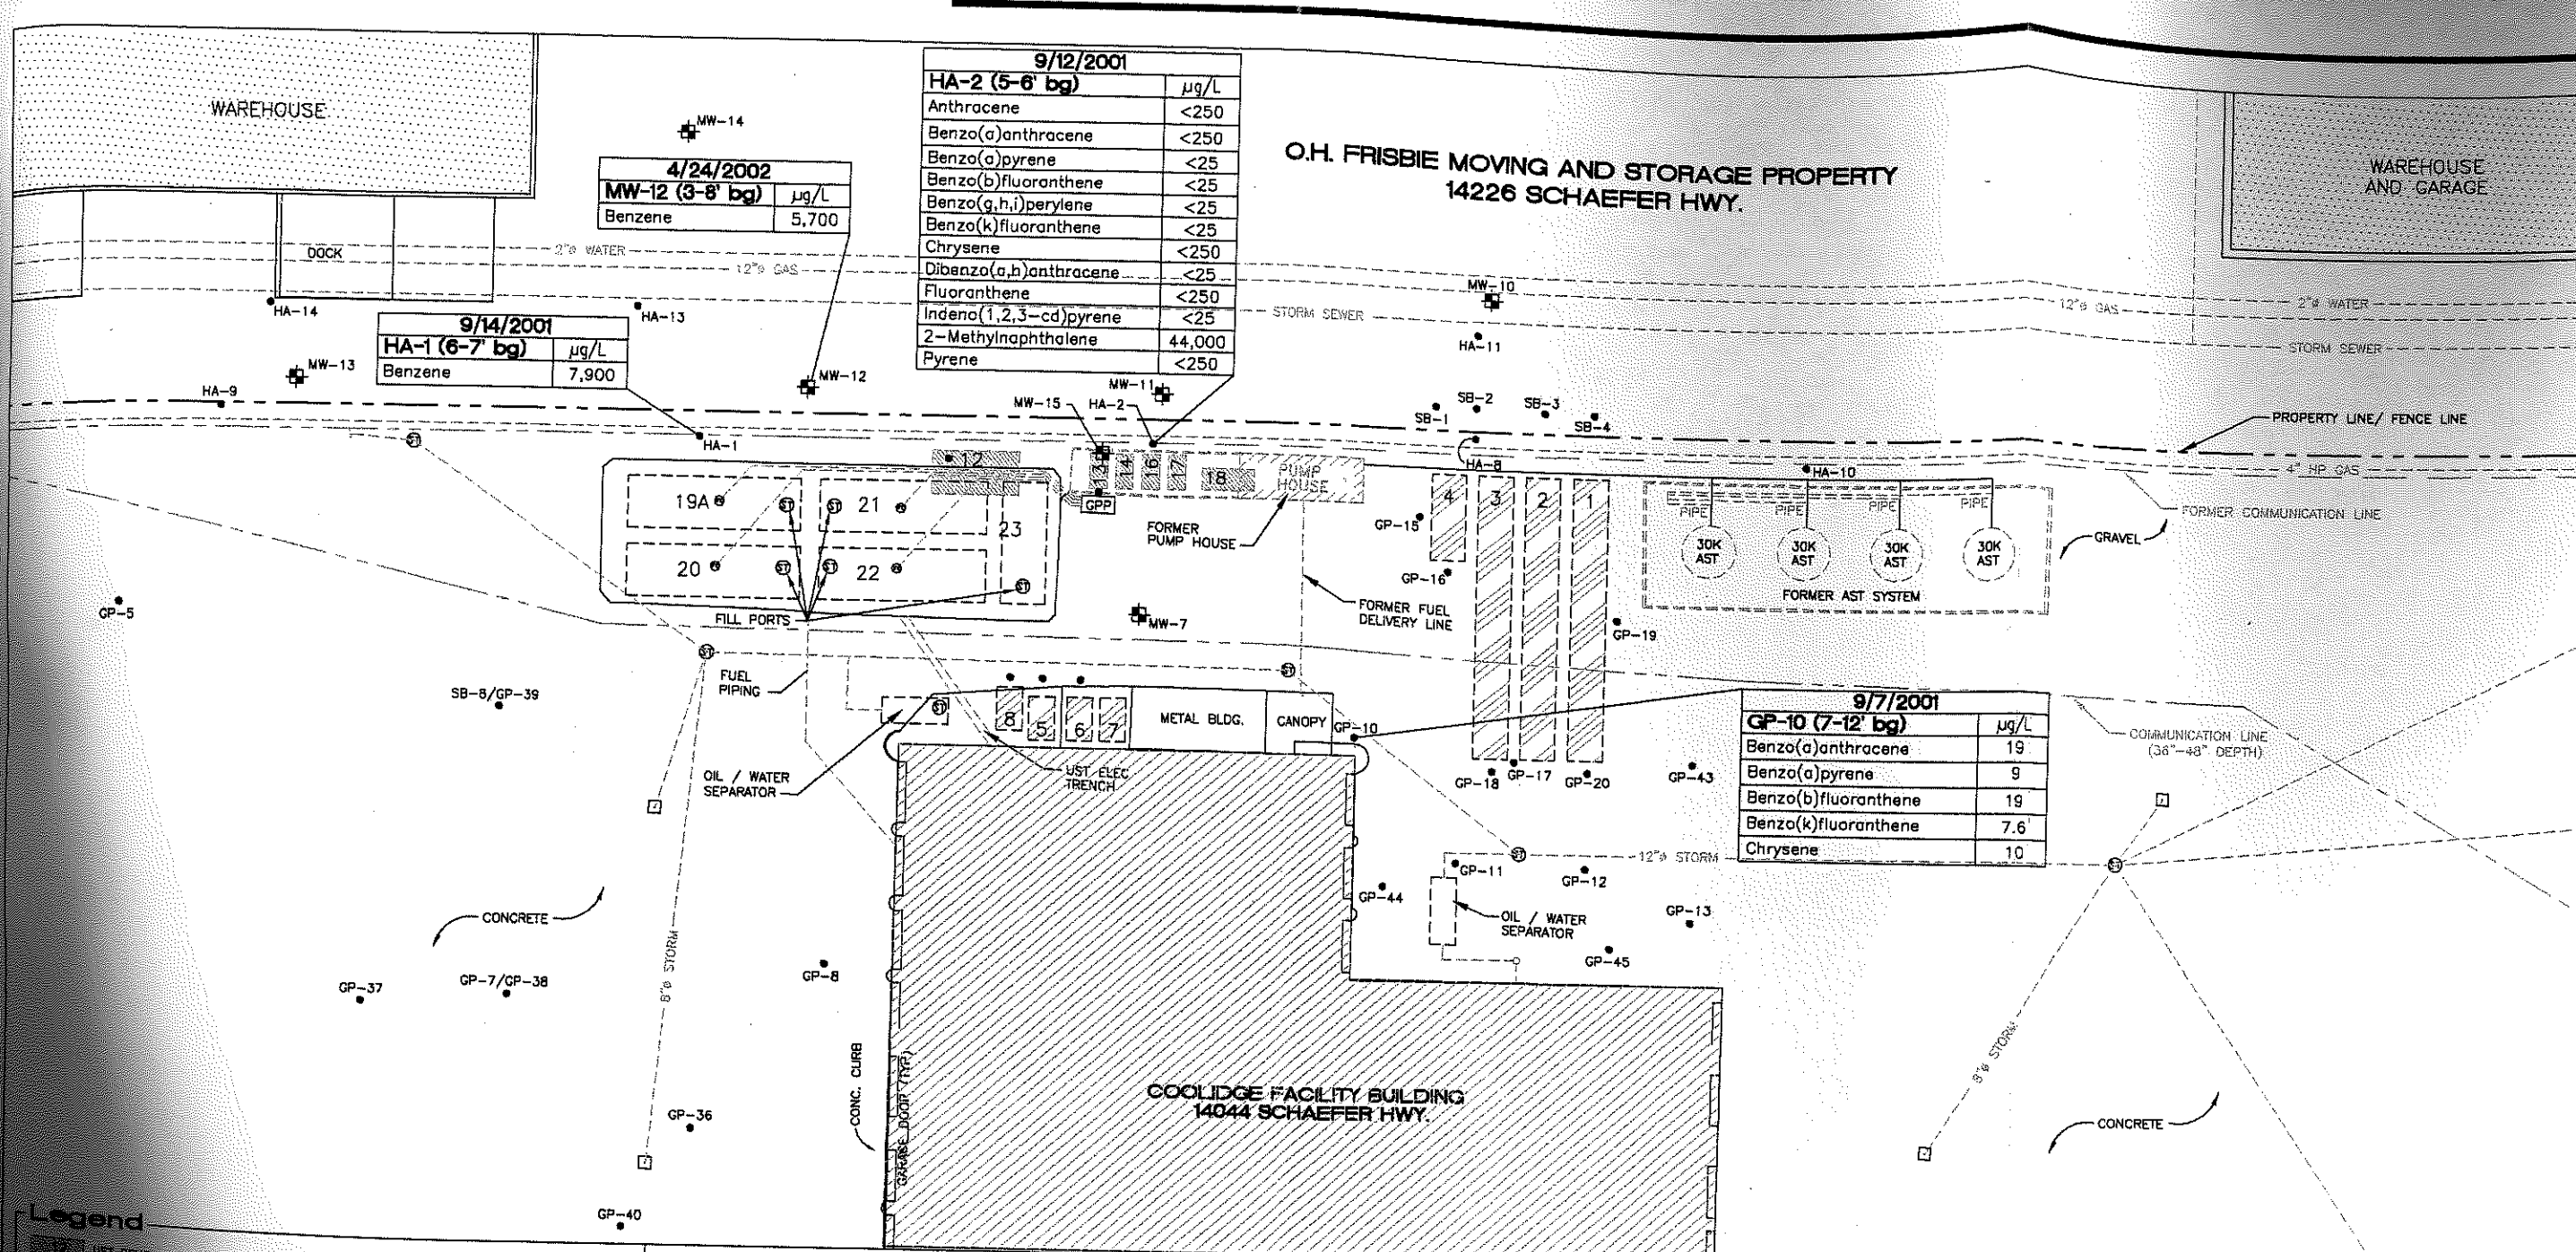 WAREHOUSE
MW-14
4/24/2002
MW-12 (3-8' bg) µg/L
Benzene 5,700
9/12/2001
HA-2 (5-6' bg) µg/L
Anthracene <250
Benzo(a)anthracene <250
Benzo(a)pyrene <25
Benzo(b)fluoranthene <25
Benzo(g,h,i)perylene <25
Benzo(k)fluoranthene <25
Chrysene <250
Dibenzo(a,h)anthracene <25
Fluoranthene <250
Indeno(1,2,3-cd)pyrene <25
2-Methylnaphthalene 44,000
Pyrene <250
O.H. FRISBIE MOVING AND STORAGE PROPERTY
14226 SCHAEFER HWY.
WAREHOUSE
AND GARAGE
DOCK
2"ø WATER
12"ø GAS
STORM SEWER
MW-10
12"ø GAS
2"ø WATER
STORM SEWER
HA-14
HA-13
HA-11
9/14/2001
HA-1 (6-7' bg) µg/L
Benzene 7,900
MW-13
MW-12
MW-11
HA-9
MW-15
HA-2
SB-1
SB-2
SB-3
SB-4
PROPERTY LINE/ FENCE LINE
HA-1
HA-8
HA-10
4" HP GAS
12
13
14
16
17
18
PUMP
HOUSE
GPP
19A
21
23
20
22
FORMER
PUMP HOUSE
GP-15
GP-16
4
3
2
1
PIPE
PIPE
PIPE
PIPE
30K
AST
30K
AST
30K
AST
30K
AST
FORMER AST SYSTEM
FORMER COMMUNICATION LINE
GRAVEL
GP-5
FILL PORTS
MW-7
FORMER FUEL
DELIVERY LINE
GP-19
ST
ST
ST
ST
ST
ST
ST
ST
ST
ST
ST
FUEL
PIPING
SB-8/GP-39
8
5
6
7
METAL BLDG.
CANOPY
GP-10
9/7/2001
GP-10 (7-12' bg) µg/L
Benzo(a)anthracene 19
Benzo(a)pyrene 9
Benzo(b)fluoranthene 19
Benzo(k)fluoranthene 7.6
Chrysene 10
COMMUNICATION LINE
(36"-48" DEPTH)
OIL / WATER
SEPARATOR
UST ELEC
TRENCH
GP-18
GP-17
GP-20
GP-43
12"ø STORM
GP-11
GP-12
GP-44
GP-13
OIL / WATER
SEPARATOR
GP-45
CONCRETE
GP-37
GP-7/GP-38
8"ø STORM
GP-8
8"ø STORM
CONC. CURB
GARAGE DOOR (TYP)
COOLIDGE FACILITY BUILDING
14044 SCHAEFER HWY.
GP-36
CONCRETE
GP-40
Legend